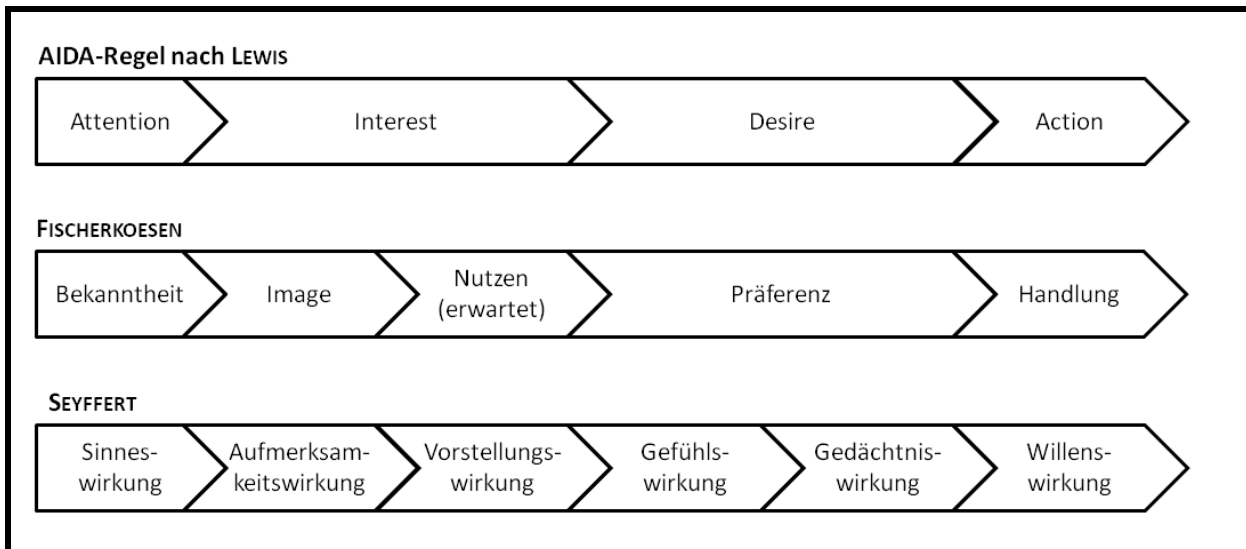 AIDA-Regel nach LEWIS
Attention Interest Desire Action
FISCHERKOESEN
Bekanntheit Image Nutzen (erwartet) Präferenz Handlung
SEYFFERT
Sinnes- Aufmerksam- Vorstellungs- Gefühls- Gedächtnis- Willens-
wirkung keitswirkung wirkung wirkung wirkung wirkung